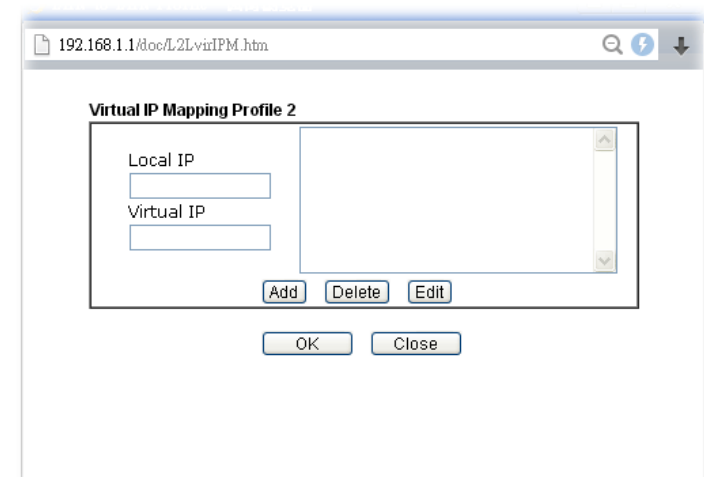 192.168.1.1/doc/L2LvirIPM.htm
Virtual IP Mapping Profile 2
Local IP
Virtual IP
Add Delete Edit
OK Close